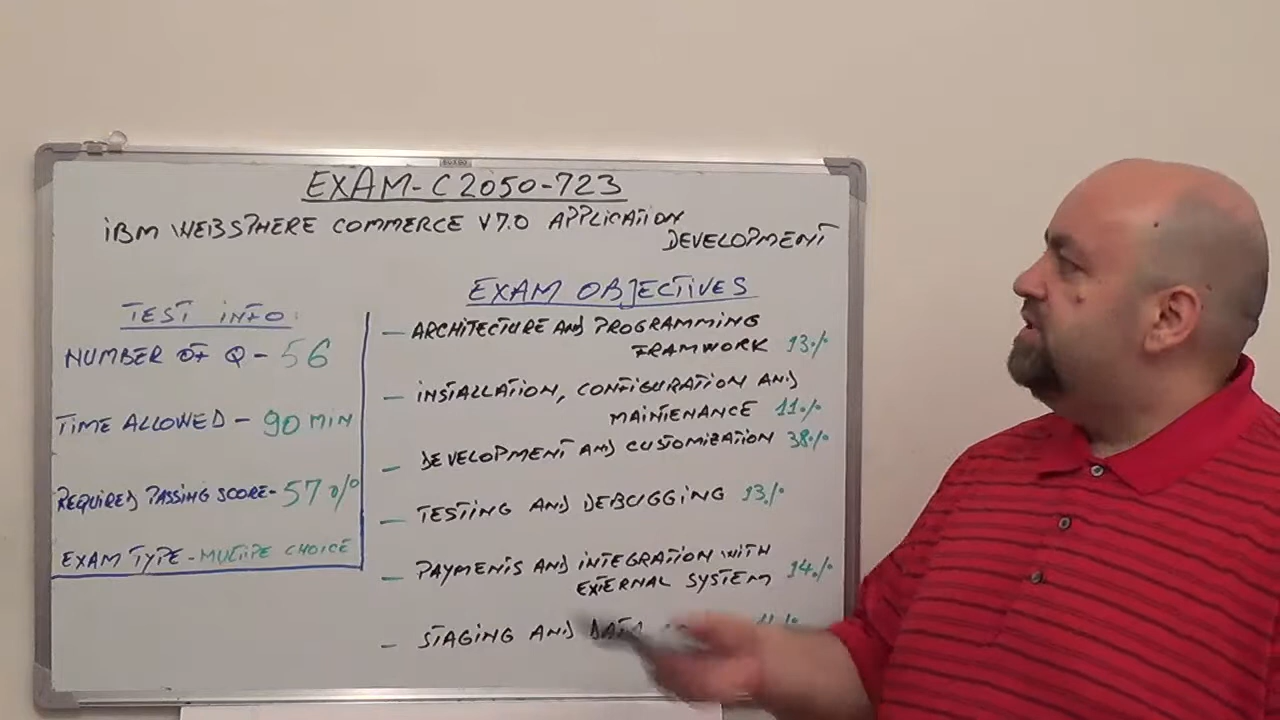 EXAM-C2050-723
IBM WEBSPHERE COMMERCE V7.0 APPLICATION
DEVELOPMENT
TEST INFO:
NUMBER OF Q - 56
TIME ALLOWED - 90 MIN
REQUIRED PASSING SCORE - 57%
EXAM TYPE - MULTIPE CHOICE
EXAM OBJECTIVES
- ARCHITECTURE AND PROGRAMMING
FRAMWORK 13%
- INSTALLATION, CONFIGURATION AND
MAINTENANCE 11%
- DEVELOPMENT AND CUSTOMIZATION 38%
- TESTING AND DEBUGGING 13%
- PAYMENTS AND INTEGRATION WITH
EXTERNAL SYSTEM 14%
- STAGING AND DATA